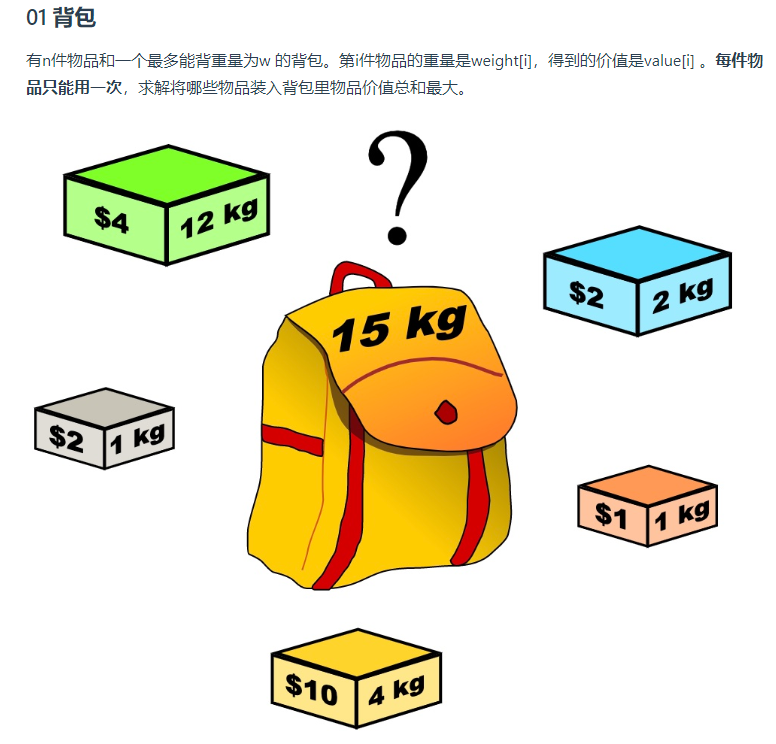 01 背包
有n件物品和一个最多能背重量为w 的背包。第i件物品的重量是weight[i]，得到的价值是value[i] 。每件物
品只能用一次，求解将哪些物品装入背包里物品价值总和最大。
?
$4 12 kg
$2 2 kg
15 kg
$2 1 kg
$1 1 kg
$10 4 kg